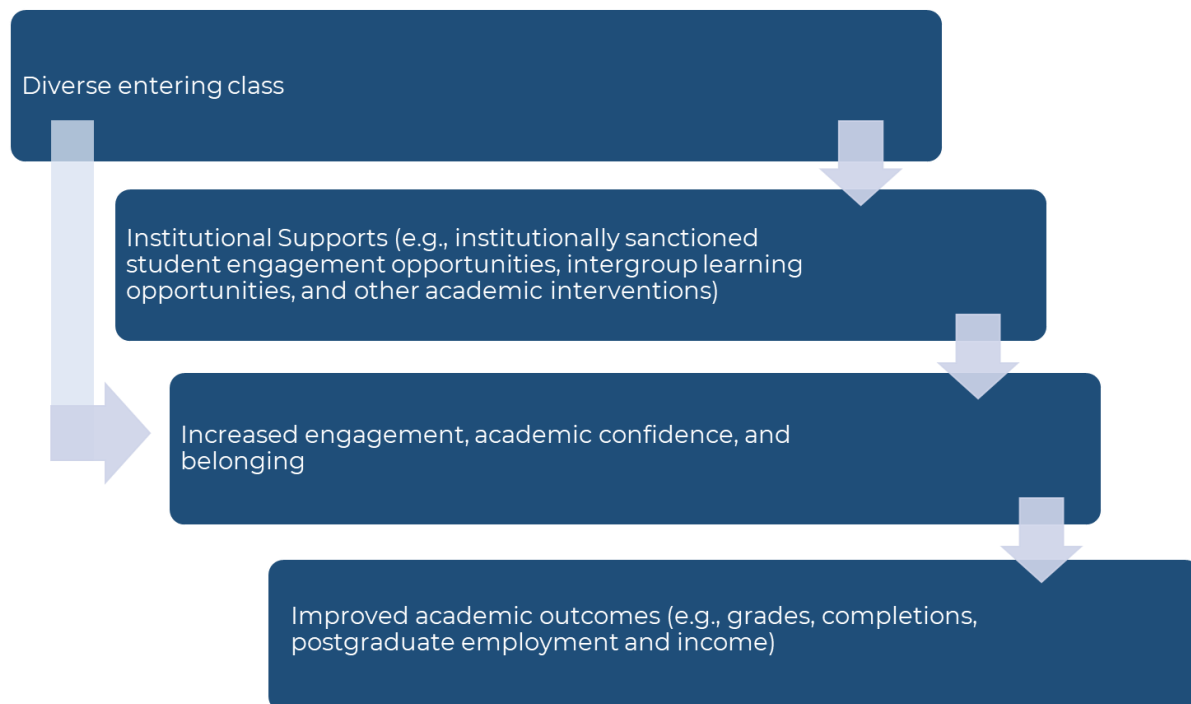 Diverse entering class
Institutional Supports (e.g., institutionally sanctioned
student engagement opportunities, intergroup learning
opportunities, and other academic interventions)
Increased engagement, academic confidence, and
belonging
Improved academic outcomes (e.g., grades, completions,
postgraduate employment and income)